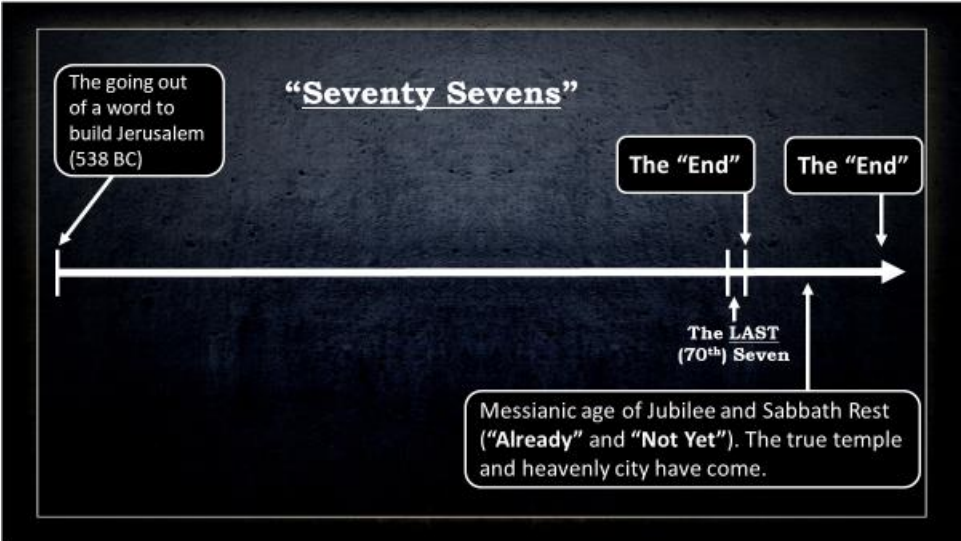 “Seventy Sevens”
The going out
of a word to
build Jerusalem
(538 BC)
The “End”
The “End”
The LAST
(70th) Seven
Messianic age of Jubilee and Sabbath Rest
(“Already” and “Not Yet”). The true temple
and heavenly city have come.